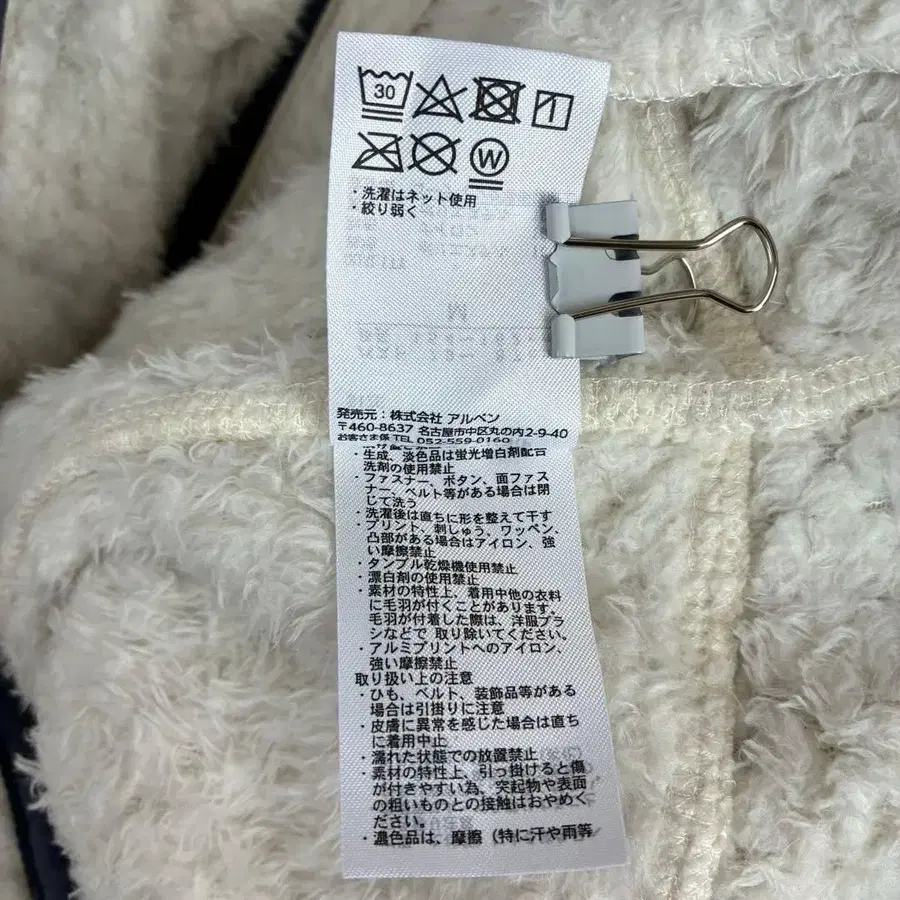 30
W
・洗濯はネット使用
・絞り弱く
M
発売元：株式会社 アルペン
〒460-8637 名古屋市中区丸の内2-9-40
お客さま係 TEL 052-559-0160
・生成、淡色品は蛍光増白剤配合
洗剤の使用禁止
・ファスナー、ボタン、面ファス
ナー、ベルト等がある場合は閉
じて洗う
・洗濯後は直ちに形を整えて干す
・プリント、刺しゅう、ワッペン、
凸部がある場合はアイロン、強
い摩擦禁止
・タンブル乾燥機使用禁止
・漂白剤の使用禁止
・素材の特性上、着用中他の衣料
に毛羽が付くことがあります。
毛羽が付着した際は、洋服ブラ
シなどで 取り除いてください。
・アルミプリントへのアイロン、
強い摩擦禁止
取り扱い上の注意
・ひも、ベルト、装飾品等がある
場合は引掛りに注意
・皮膚に異常を感じた場合は直ち
に着用中止
・濡れた状態での放置禁止
・素材の特性上、引っ掛けると傷
が付きやすい為、突起物や表面
の粗いものとの接触はおやめく
ださい。
・濃色品は、摩擦（特に汗や雨等